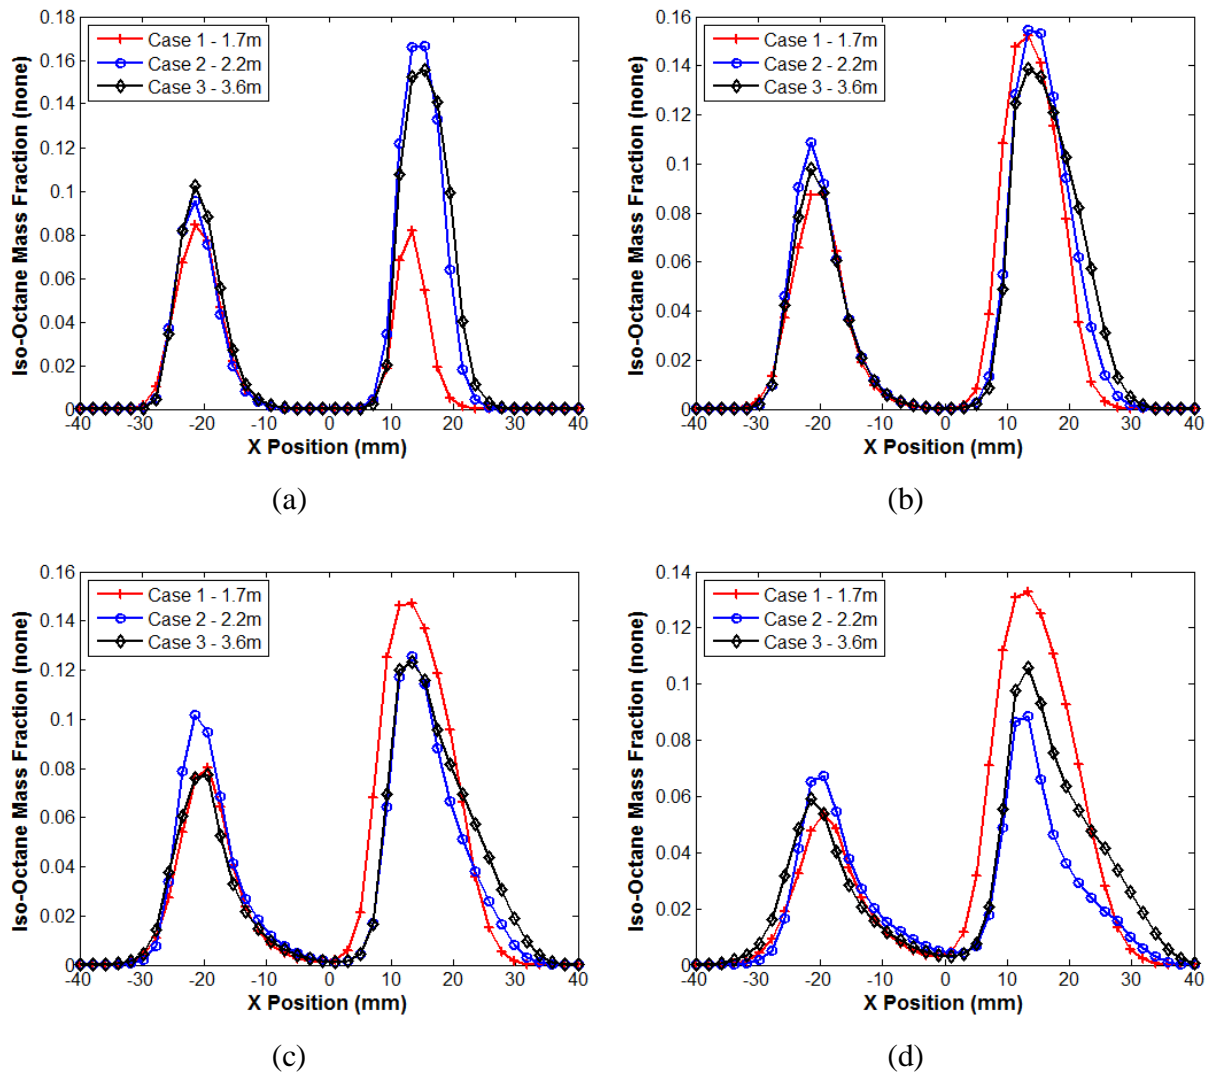 0.18
0.16
0.14
0.12
0.1
0.08
0.06
0.04
0.02
0
Iso-Octane Mass Fraction (none)
Case 1 - 1.7m
Case 2 - 2.2m
Case 3 - 3.6m
-40 -30 -20 -10 0 10 20 30 40
X Position (mm)
(a)
0.16
0.14
0.12
0.1
0.08
0.06
0.04
0.02
0
Iso-Octane Mass Fraction (none)
Case 1 - 1.7m
Case 2 - 2.2m
Case 3 - 3.6m
-40 -30 -20 -10 0 10 20 30 40
X Position (mm)
(b)
0.16
0.14
0.12
0.1
0.08
0.06
0.04
0.02
0
Iso-Octane Mass Fraction (none)
Case 1 - 1.7m
Case 2 - 2.2m
Case 3 - 3.6m
-40 -30 -20 -10 0 10 20 30 40
X Position (mm)
(c)
0.14
0.12
0.1
0.08
0.06
0.04
0.02
0
Iso-Octane Mass Fraction (none)
Case 1 - 1.7m
Case 2 - 2.2m
Case 3 - 3.6m
-40 -30 -20 -10 0 10 20 30 40
X Position (mm)
(d)